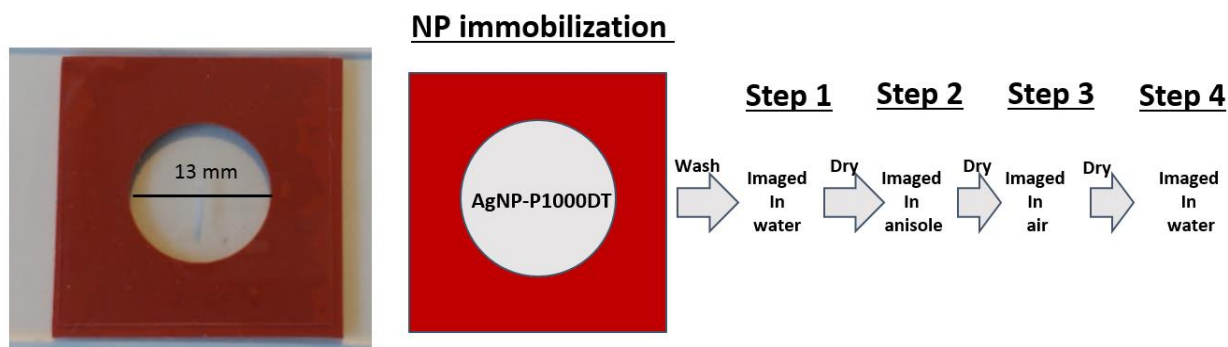 NP immobilization
13 mm
AgNP-P1000DT
Wash
Step 1
Imaged
In
water
Dry
Step 2
Imaged
In
anisole
Dry
Step 3
Imaged
In
air
Dry
Step 4
Imaged
In
water